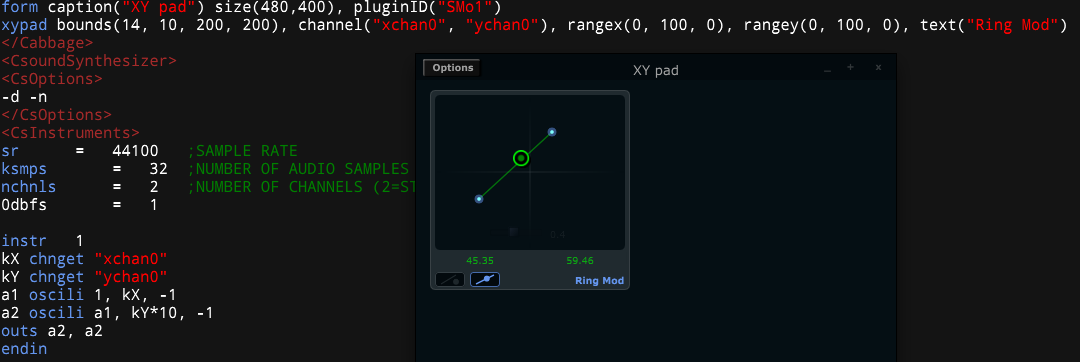 form caption("XY pad") size(480,400), pluginID("SMo1")
xypad bounds(14, 10, 200, 200), channel("xchan0", "ychan0"), rangex(0, 100, 0), rangey(0, 100, 0), text("Ring Mod")
</Cabbage>
<CsoundSynthesizer>
<CsOptions>
-d -n
</CsOptions>
<CsInstruments>
sr = 44100 ;SAMPLE RATE
ksmps = 32 ;NUMBER OF AUDIO SAMPLES
nchnls = 2 ;NUMBER OF CHANNELS (2=ST
0dbfs = 1
instr 1
kX chnget "xchan0"
kY chnget "ychan0"
a1 oscili 1, kX, -1
a2 oscili a1, kY*10, -1
outs a2, a2
endin
Options
XY pad
0.4
45.35 59.46
Ring Mod